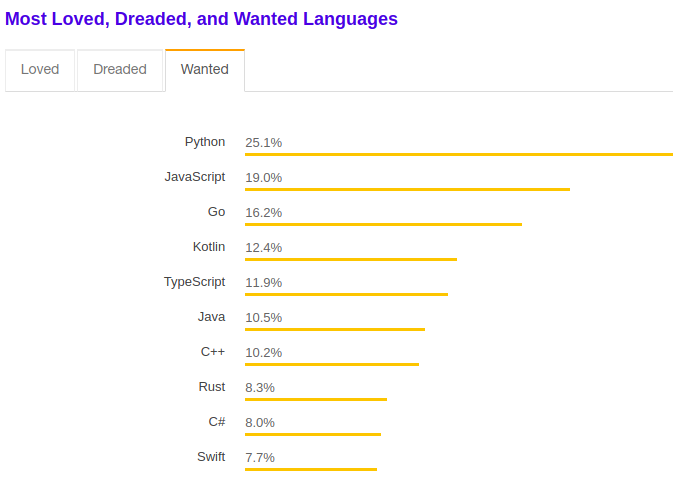 Most Loved, Dreaded, and Wanted Languages
Loved Dreaded Wanted
Python 25.1%
JavaScript 19.0%
Go 16.2%
Kotlin 12.4%
TypeScript 11.9%
Java 10.5%
C++ 10.2%
Rust 8.3%
C# 8.0%
Swift 7.7%